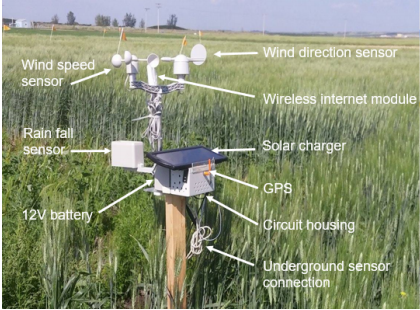 Wind direction sensor
Wind speed
sensor
Wireless internet module
Rain fall
sensor
Solar charger
GPS
12V battery
Circuit housing
Underground sensor
connection